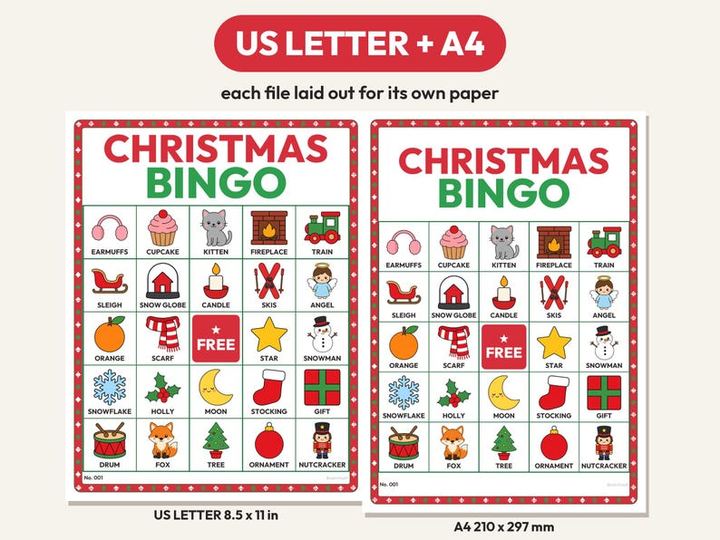 US LETTER + A4
each file laid out for its own paper
CHRISTMAS
BINGO
EARMUFFS CUPCAKE KITTEN FIREPLACE TRAIN
SLEIGH SNOW GLOBE CANDLE SKIS ANGEL
ORANGE SCARF FREE STAR SNOWMAN
SNOWFLAKE HOLLY MOON STOCKING GIFT
DRUM FOX TREE ORNAMENT NUTCRACKER
No. 001
US LETTER 8.5 x 11 in
CHRISTMAS
BINGO
EARMUFFS CUPCAKE KITTEN FIREPLACE TRAIN
SLEIGH SNOW GLOBE CANDLE SKIS ANGEL
ORANGE SCARF FREE STAR SNOWMAN
SNOWFLAKE HOLLY MOON STOCKING GIFT
DRUM FOX TREE ORNAMENT NUTCRACKER
No. 001
A4 210 x 297 mm